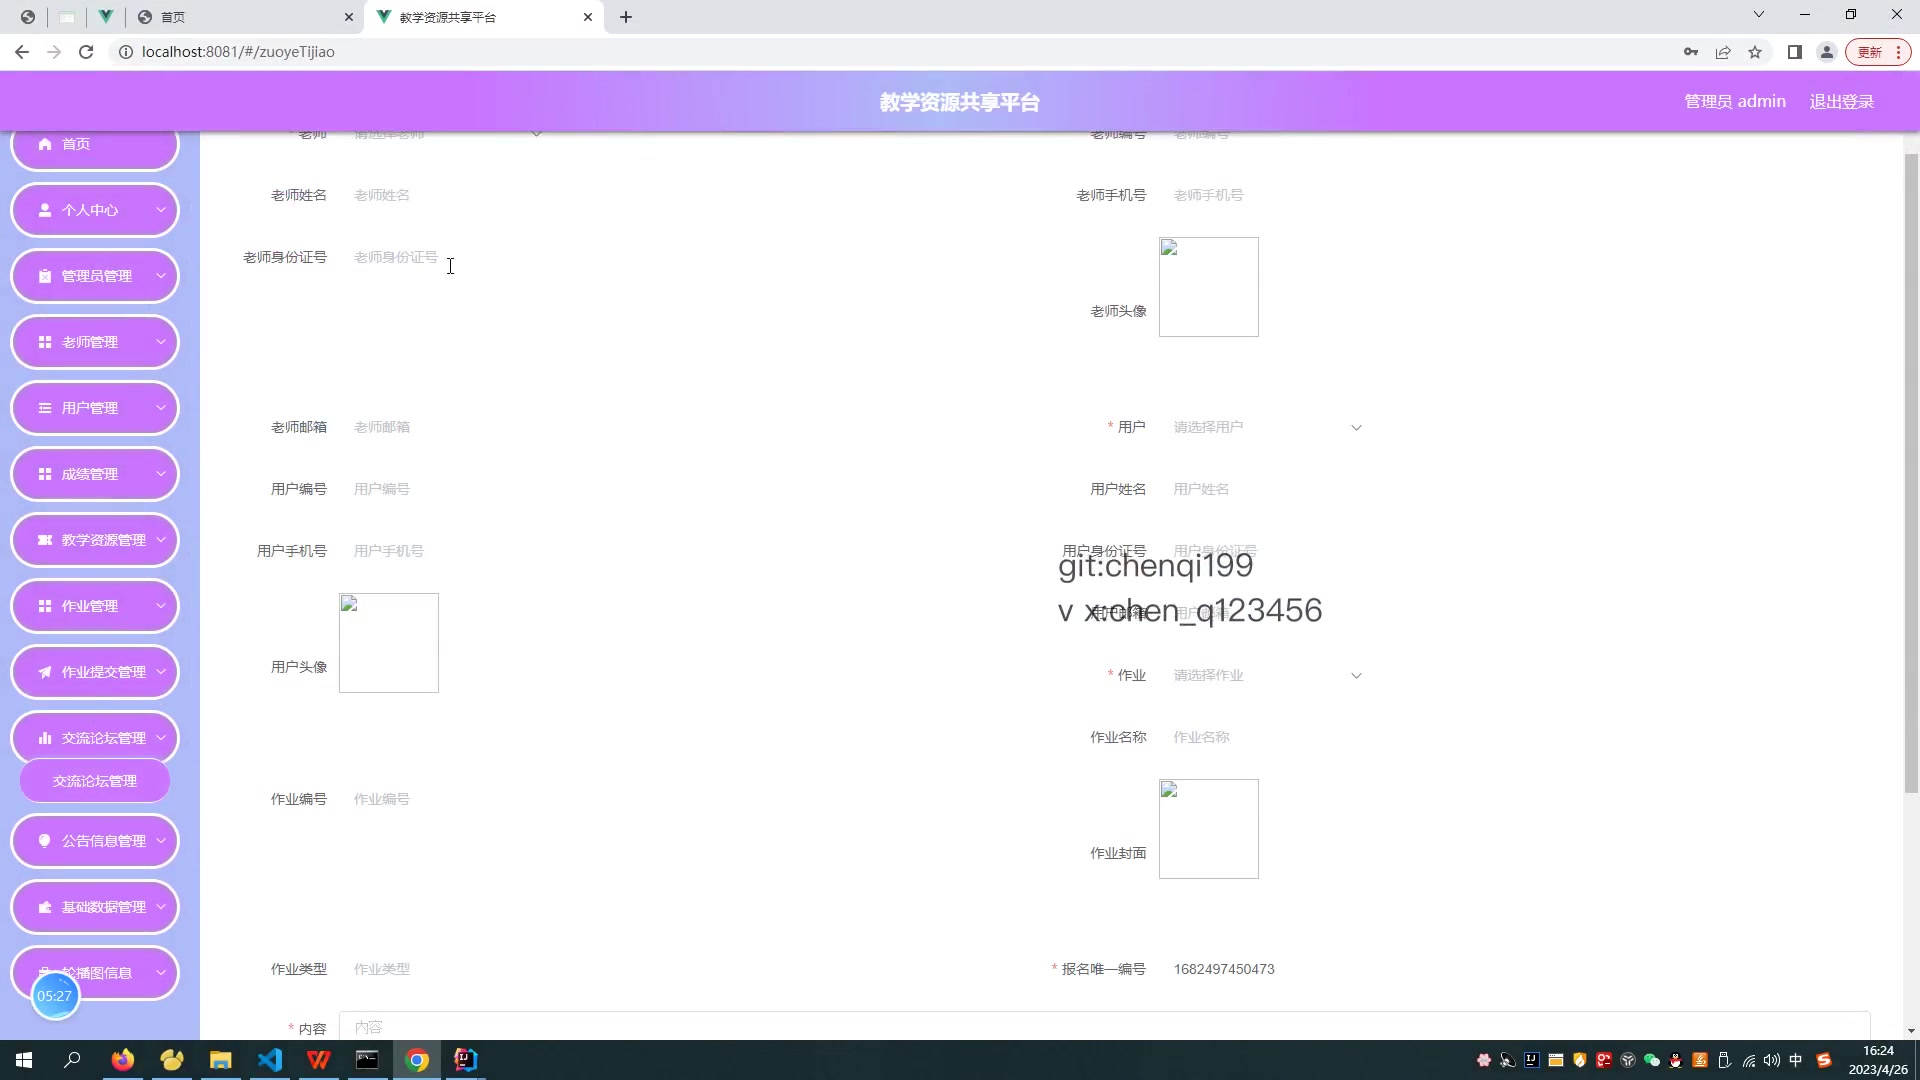 首页
教学资源共享平台
localhost:8081/#/zuoyeTijiao
更新
教学资源共享平台
管理员 admin
退出登录
首页
个人中心
管理员管理
老师管理
用户管理
成绩管理
教学资源管理
作业管理
作业提交管理
交流论坛管理
交流论坛管理
公告信息管理
基础数据管理
轮播图信息
05:27
* 老师 请选择老师
老师编号 老师编号
老师姓名 老师姓名
老师手机号 老师手机号
老师身份证号 老师身份证号
老师头像
老师邮箱 老师邮箱
* 用户 请选择用户
用户编号 用户编号
用户姓名 用户姓名
用户手机号 用户手机号
用户身份证号 用户身份证号
git:chenqi199
用户邮箱 用户邮箱
v x:chen_q123456
用户头像
* 作业 请选择作业
作业名称 作业名称
作业编号 作业编号
作业封面
作业类型 作业类型
* 报名唯一编号 1682497450473
* 内容 内容
中
16:24
2023/4/26